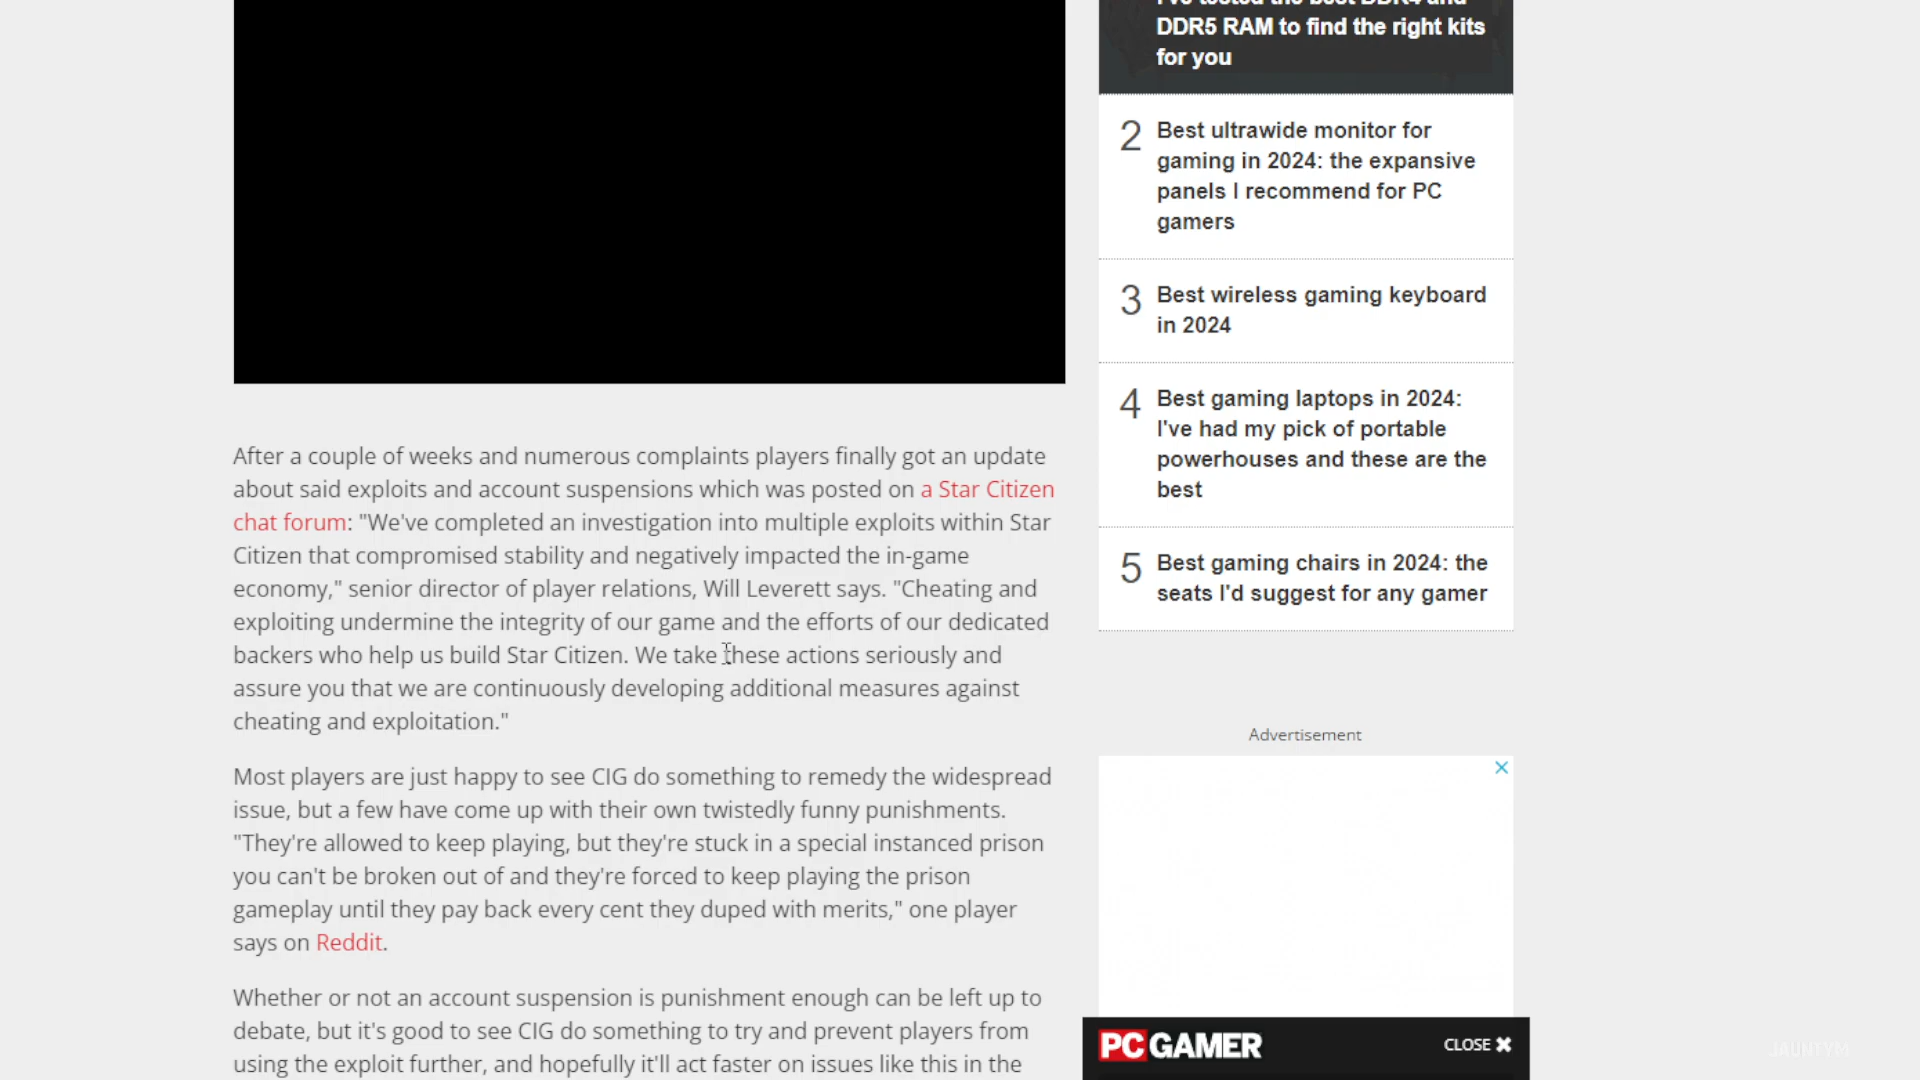 I've tested the best DDR4 and
DDR5 RAM to find the right kits
for you
2
Best ultrawide monitor for
gaming in 2024: the expansive
panels I recommend for PC
gamers
3
Best wireless gaming keyboard
in 2024
4
Best gaming laptops in 2024:
I've had my pick of portable
powerhouses and these are the
best
5
Best gaming chairs in 2024: the
seats I'd suggest for any gamer
After a couple of weeks and numerous complaints players finally got an update
about said exploits and account suspensions which was posted on a Star Citizen
chat forum: "We've completed an investigation into multiple exploits within Star
Citizen that compromised stability and negatively impacted the in-game
economy," senior director of player relations, Will Leverett says. "Cheating and
exploiting undermine the integrity of our game and the efforts of our dedicated
backers who help us build Star Citizen. We take these actions seriously and
assure you that we are continuously developing additional measures against
cheating and exploitation."
Most players are just happy to see CIG do something to remedy the widespread
issue, but a few have come up with their own twistedly funny punishments.
"They're allowed to keep playing, but they're stuck in a special instanced prison
you can't be broken out of and they're forced to keep playing the prison
gameplay until they pay back every cent they duped with merits," one player
says on Reddit.
Whether or not an account suspension is punishment enough can be left up to
debate, but it's good to see CIG do something to try and prevent players from
using the exploit further, and hopefully it'll act faster on issues like this in the
Advertisement
PC GAMER
CLOSE
JAUNTYM